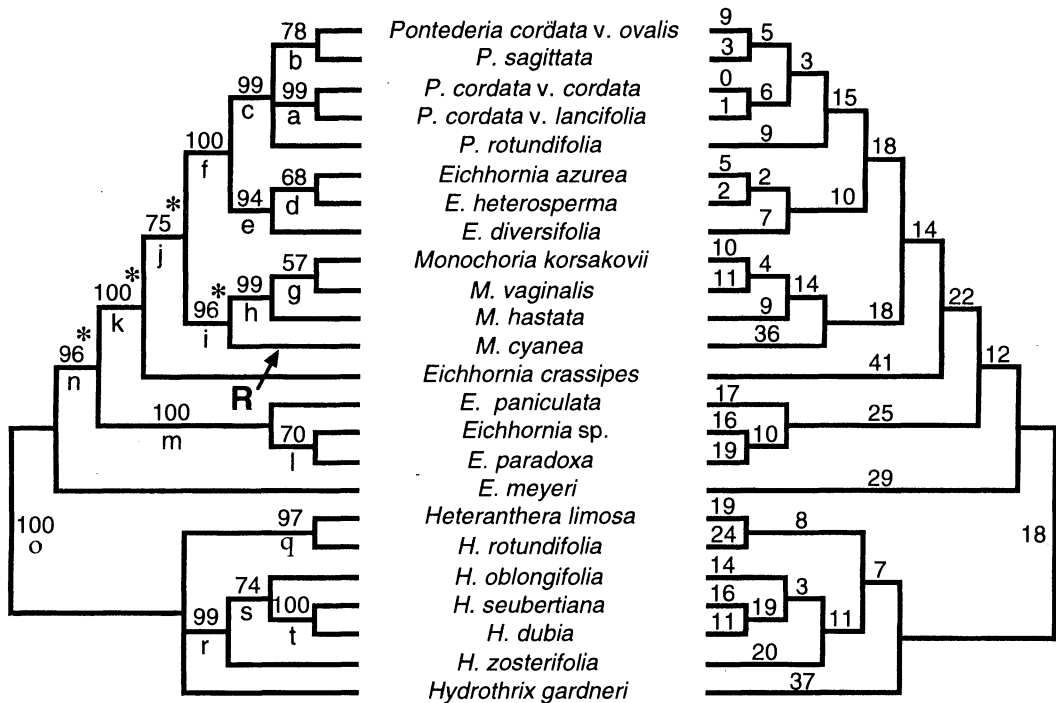 78 Pontederia cordata v. ovalis 9 5
b P. sagittata 3 3
99 99 P. cordata v. cordata 0 6
c a P. cordata v. lancifolia 1 15
100 P. rotundifolia 9 18
f 68 Eichhornia azurea 5 2
94 d E. heterosperma 2 10
75 * e E. diversifolia 7 14
j 57 Monochoria korsakovii 10 4
100 * 96 * 99 g M. vaginalis 11 14 22
k i h M. hastata 9 18
96 * M. cyanea 36 12
n R Eichhornia crassipes 41
100 E. paniculata 17 25
m 70 Eichhornia sp. 16 10
l E. paradoxa 19
E. meyeri 29
100 97 Heteranthera limosa 19 8 18
o q H. rotundifolia 24
74 H. oblongifolia 14 3 7
s 100 H. seubertiana 16 19 11
99 t H. dubia 11
r H. zosterifolia 20
Hydrothrix gardneri 37